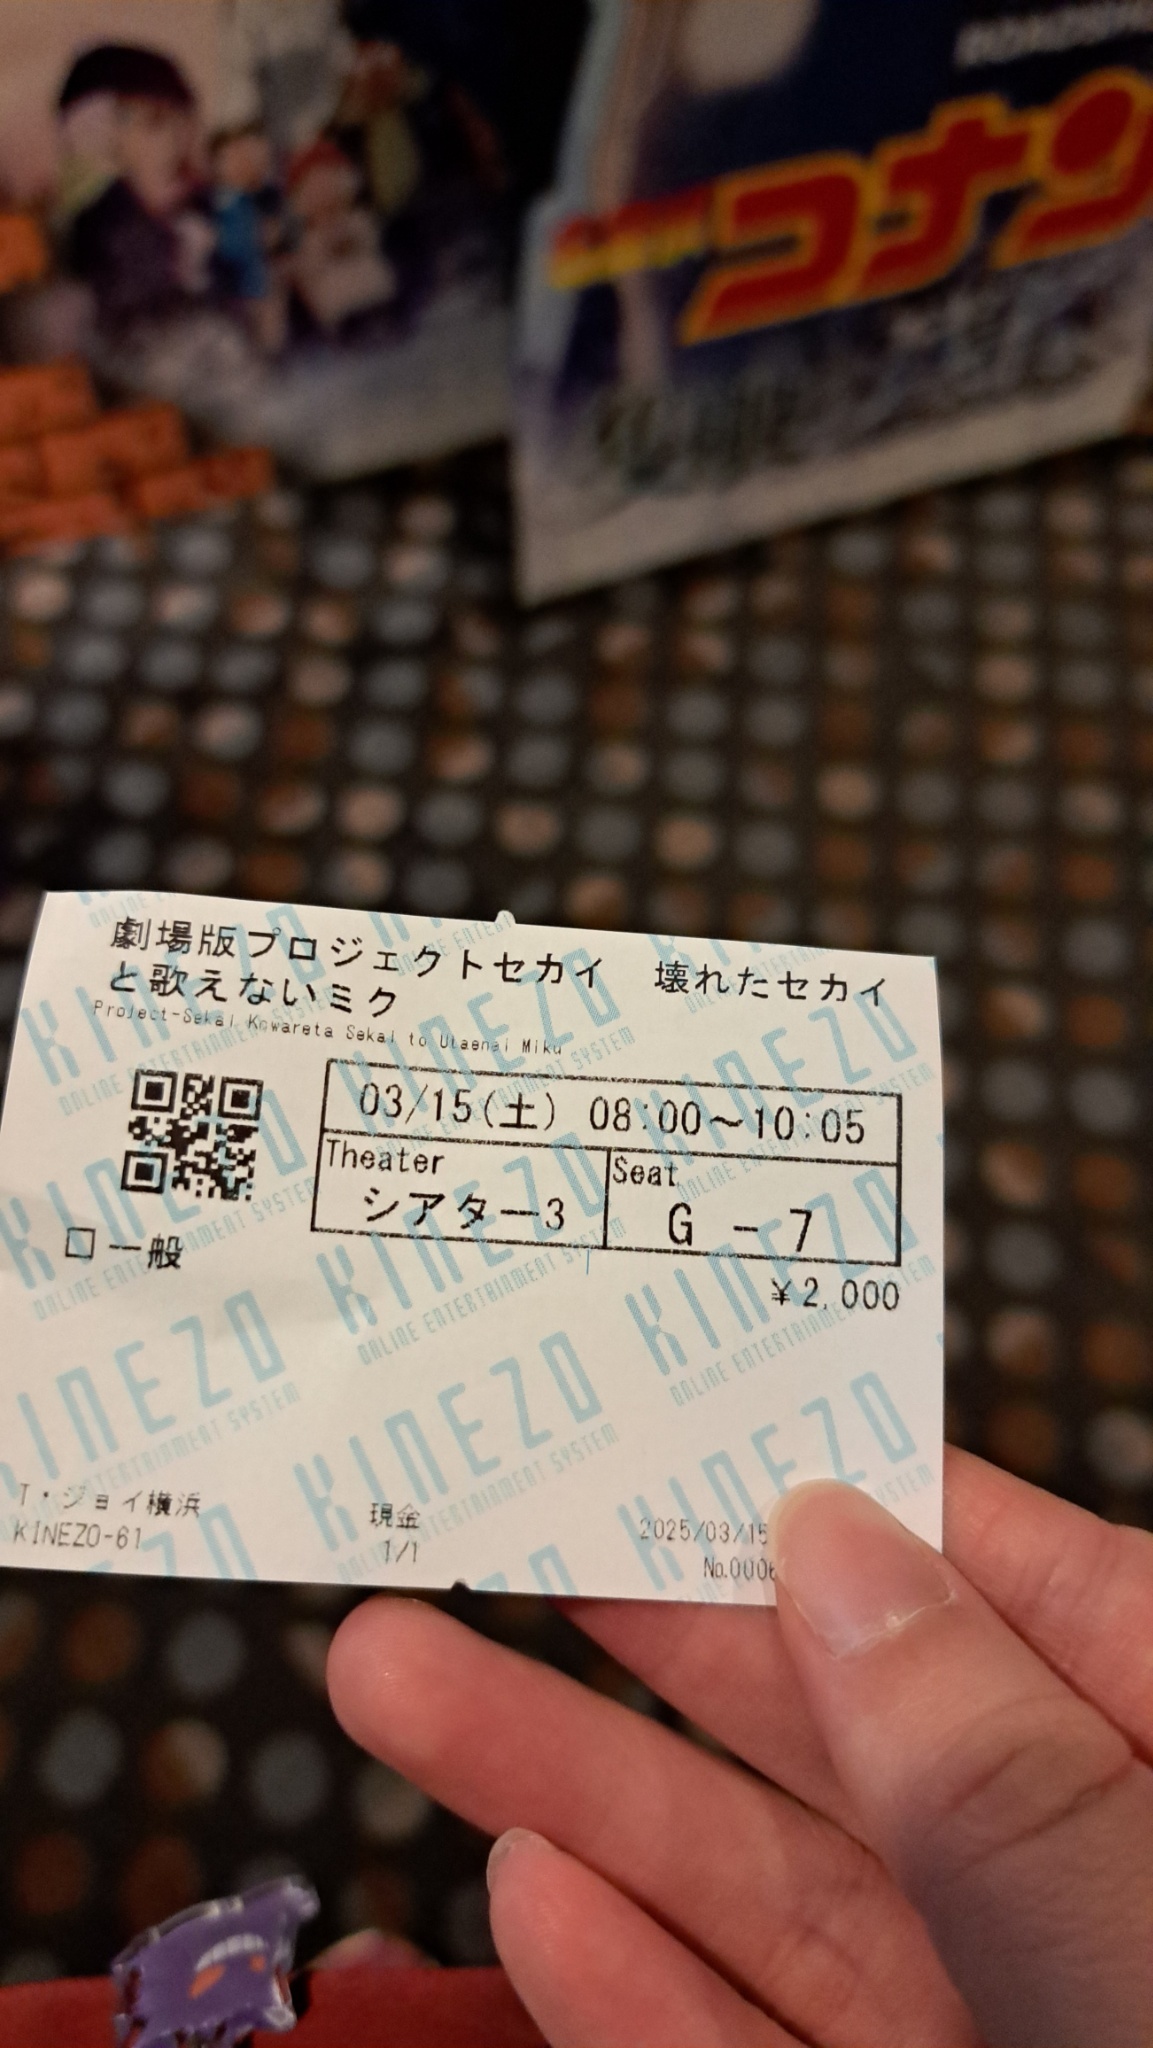 コナン
劇場版プロジェクトセカイ 壊れたセカイ
と歌えないミク
Project-Sekai Kowareta Sekai to Utaenai Miku
03/15(土) 08:00〜10:05
Theater
シアター3
Seat
G - 7
□一般
¥2,000
T・ジョイ横浜
KINEZO-61
現金
1/1
2025/03/15
No.0006
KINEZO
ONLINE ENTERTAINMENT SYSTEM